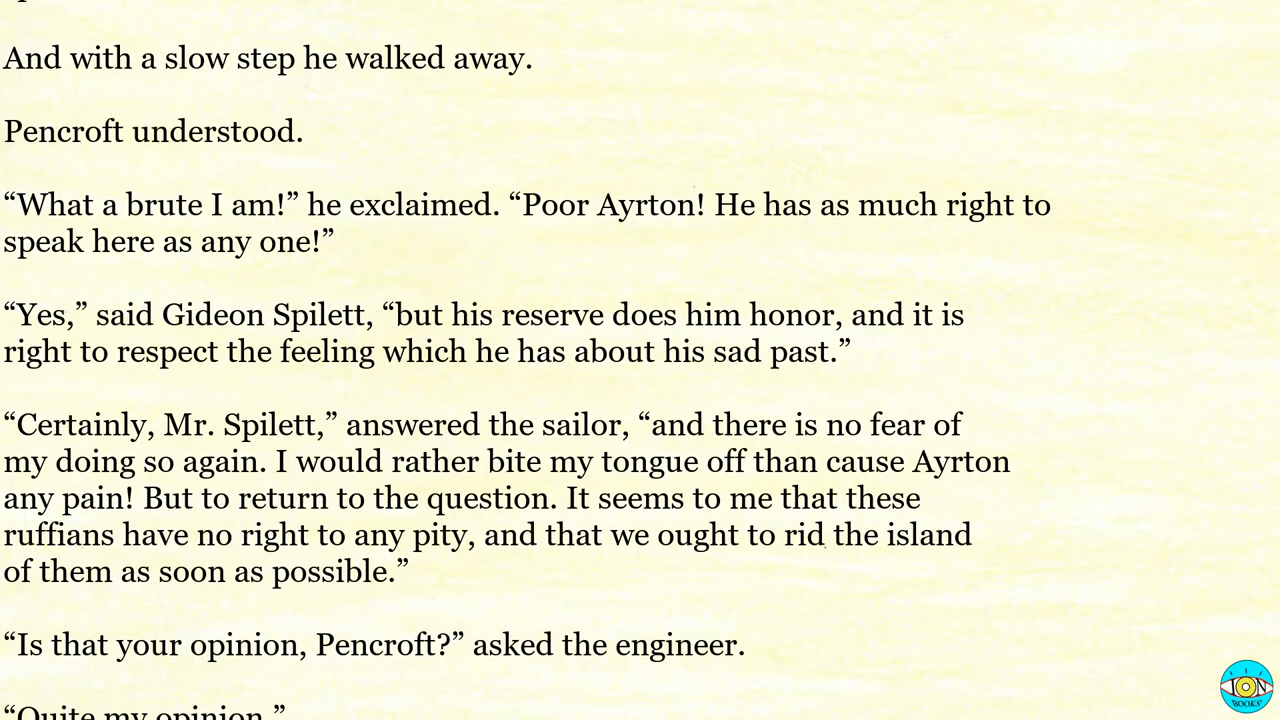 And with a slow step he walked away.
Pencroft understood.
“What a brute I am!” he exclaimed. “Poor Ayrton! He has as much right to
speak here as any one!”
“Yes,” said Gideon Spilett, “but his reserve does him honor, and it is
right to respect the feeling which he has about his sad past.”
“Certainly, Mr. Spilett,” answered the sailor, “and there is no fear of
my doing so again. I would rather bite my tongue off than cause Ayrton
any pain! But to return to the question. It seems to me that these
ruffians have no right to any pity, and that we ought to rid the island
of them as soon as possible.”
“Is that your opinion, Pencroft?” asked the engineer.
“Quite my opinion.”
ION
BOOKS